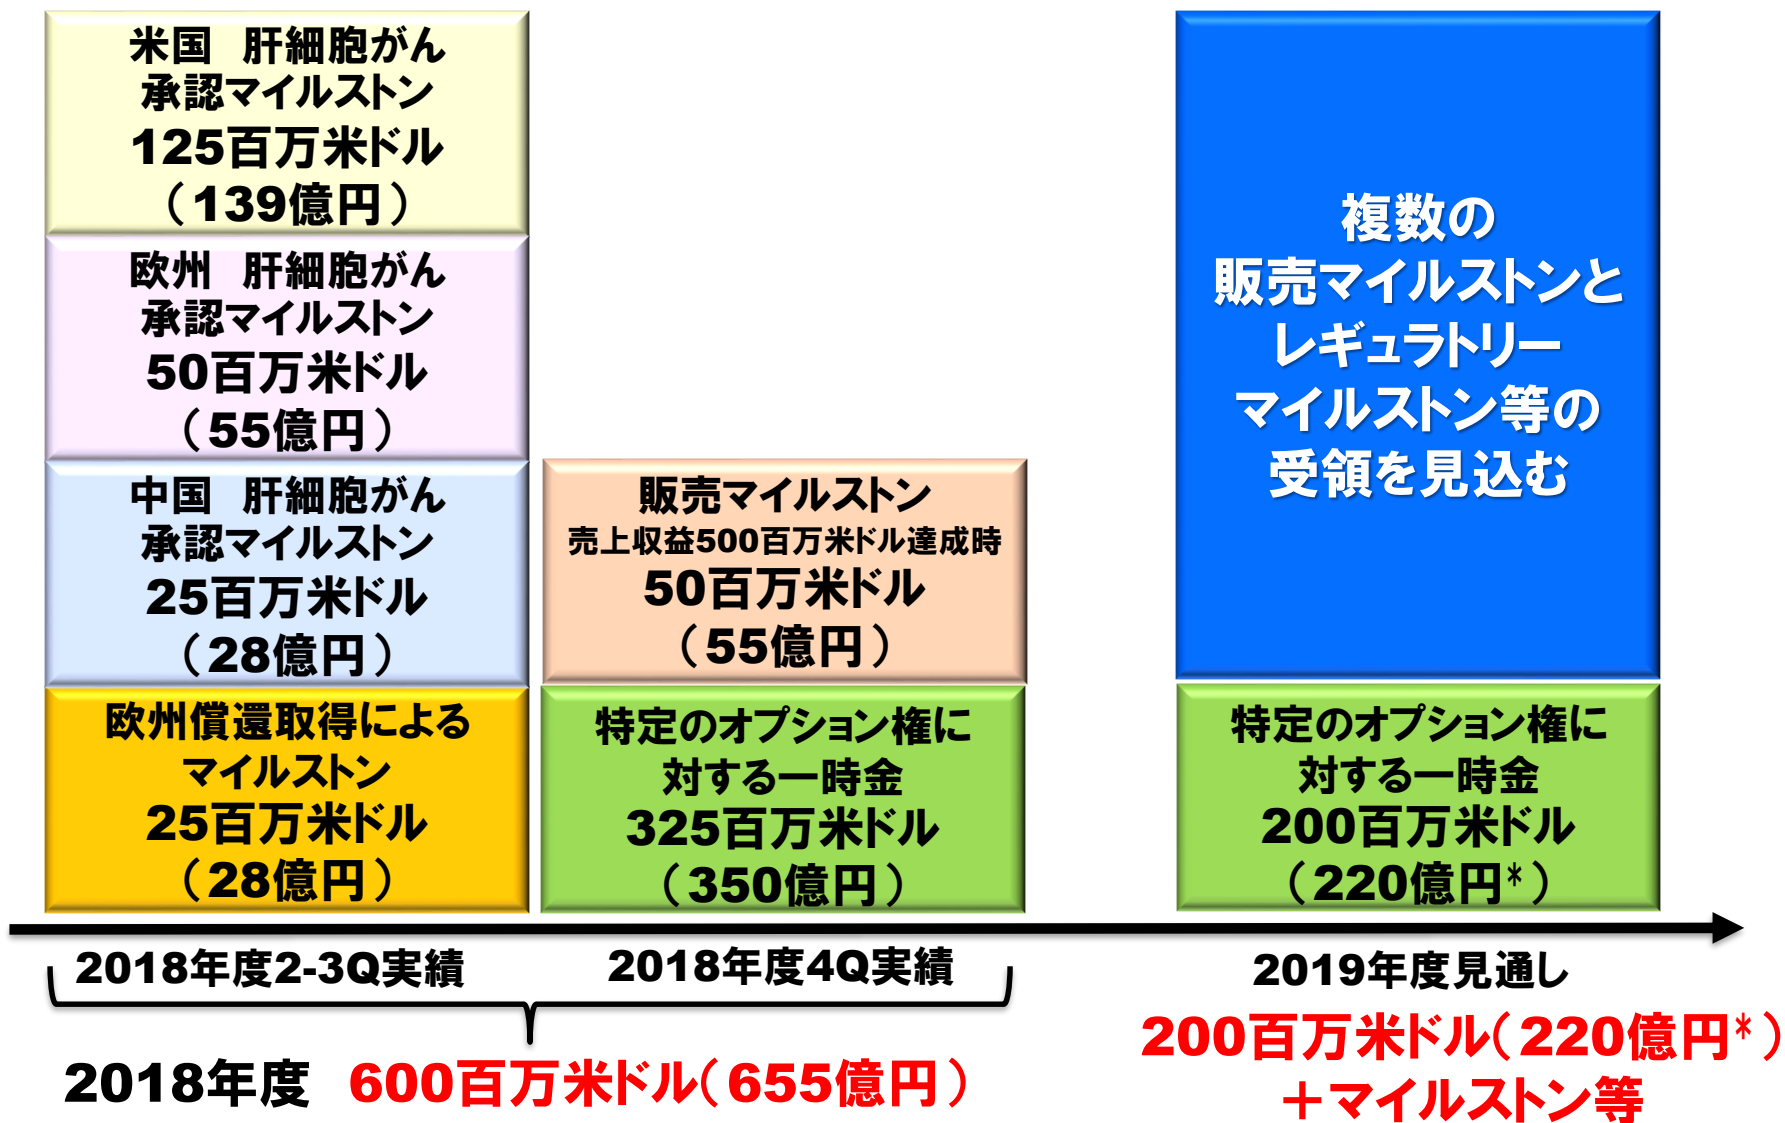 米国　肝細胞がん
承認マイルストン
125百万米ドル
（139億円）
欧州　肝細胞がん
承認マイルストン
50百万米ドル
（55億円）
中国　肝細胞がん
承認マイルストン
25百万米ドル
（28億円）
欧州償還取得による
マイルストン
25百万米ドル
（28億円）
販売マイルストン
売上収益500百万米ドル達成時
50百万米ドル
（55億円）
特定のオプション権に
対する一時金
325百万米ドル
（350億円）
複数の
販売マイルストンと
レギュラトリー
マイルストン等の
受領を見込む
特定のオプション権に
対する一時金
200百万米ドル
（220億円*）
2018年度2-3Q実績
2018年度4Q実績
2019年度見通し
2018年度　600百万米ドル（655億円）
200百万米ドル（220億円*）
＋マイルストン等